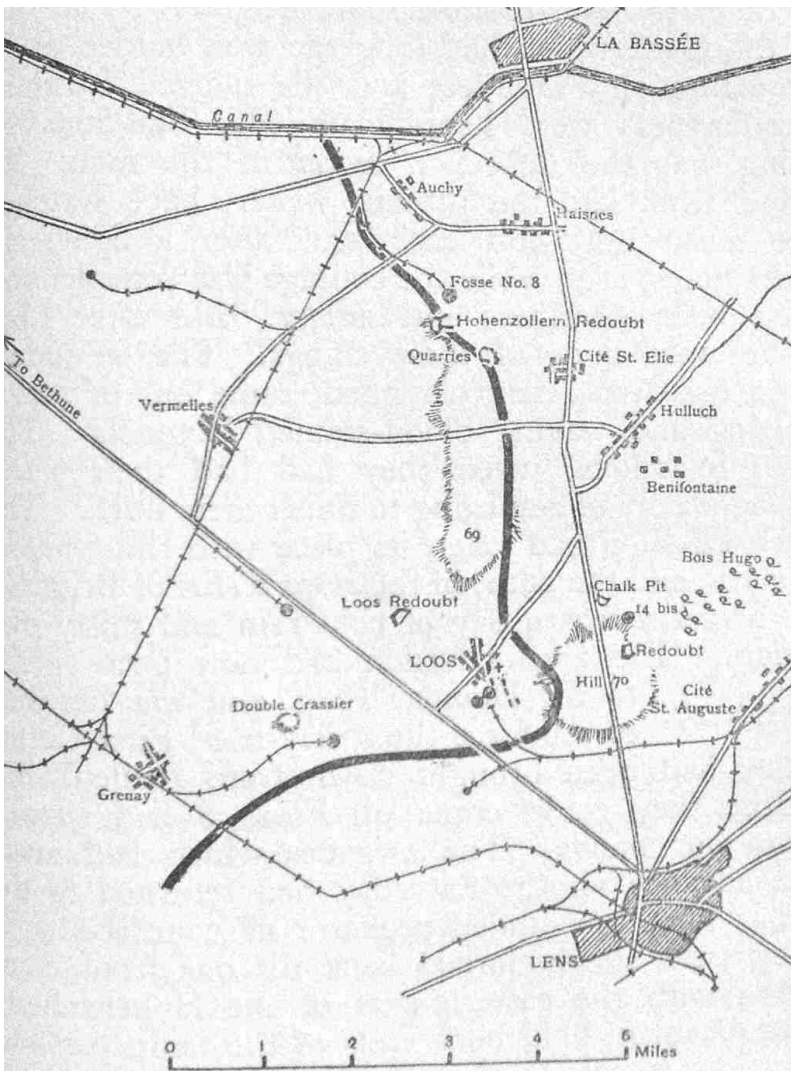 LA BASSÉE
Canal
Auchy
Haisnes
Fosse No. 8
Hohenzollern Redoubt
Quarries
Cité St. Elie
To Bethune
Vermelles
Hulluch
Benifontaine
69
Bois Hugo
Chalk Pit
14 bis
Loos Redoubt
Redoubt
LOOS
Hill 70
Cité
St. Auguste
Double Crassier
Grenay
LENS
0 1 2 3 4 5
Miles